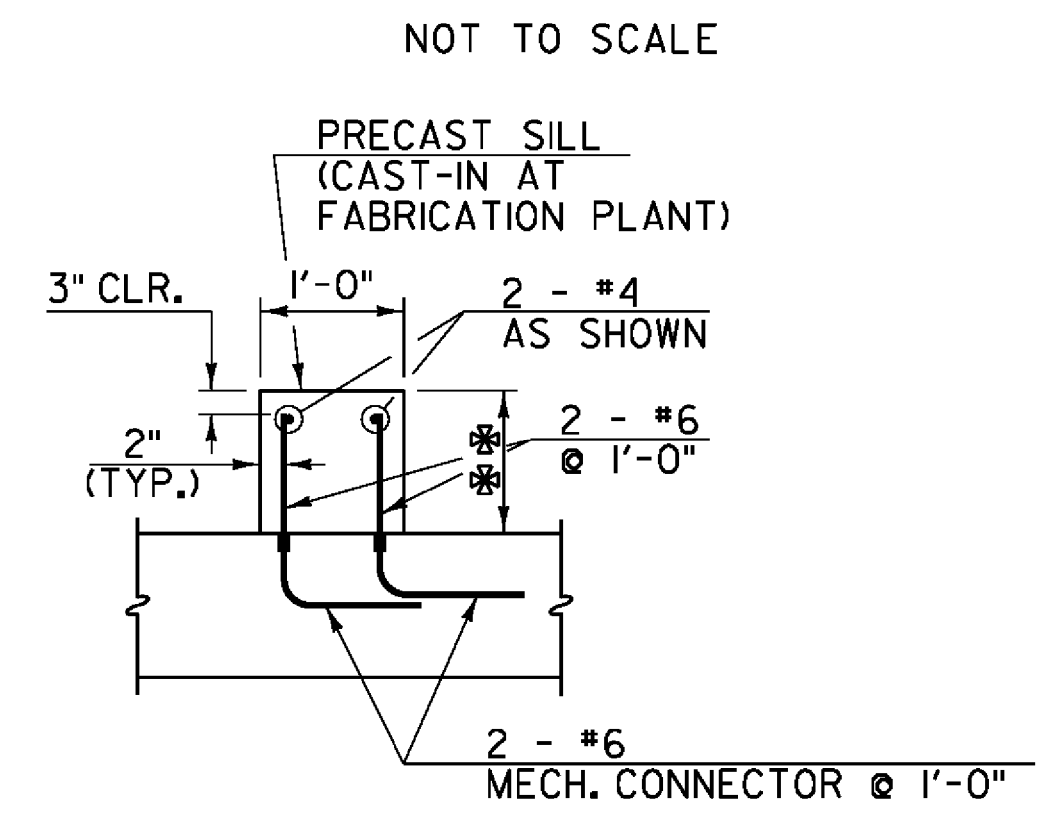 NOT TO SCALE
PRECAST SILL
(CAST-IN AT
FABRICATION PLANT)
3" CLR.
1'-0"
2 - #4
AS SHOWN
2 - #6
@ 1'-0"
2"
(TYP.)
2 - #6
MECH. CONNECTOR @ 1'-0"